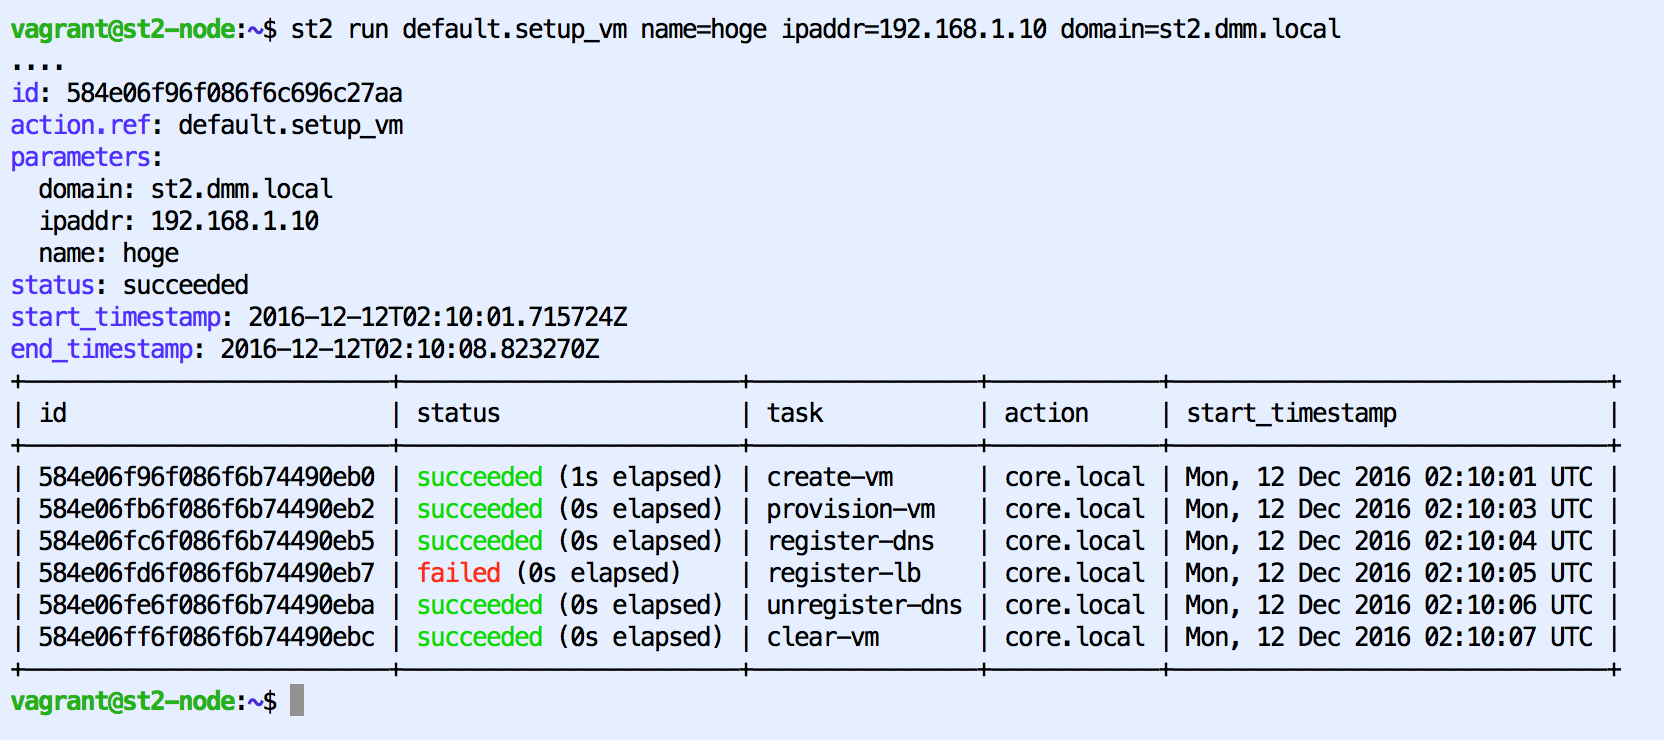 vagrant@st2-node:~$ st2 run default.setup_vm name=hoge ipaddr=192.168.1.10 domain=st2.dmm.local
....
id: 584e06f96f086f6c696c27aa
action.ref: default.setup_vm
parameters:
  domain: st2.dmm.local
  ipaddr: 192.168.1.10
  name: hoge
status: succeeded
start_timestamp: 2016-12-12T02:10:01.715724Z
end_timestamp: 2016-12-12T02:10:08.823270Z
+--------------------------+-------------------------+-----------------+-------------+--------------------------------+
| id                       | status                  | task            | action      | start_timestamp                |
+--------------------------+-------------------------+-----------------+-------------+--------------------------------+
| 584e06f96f086f6b74490eb0 | succeeded (1s elapsed)  | create-vm       | core.local  | Mon, 12 Dec 2016 02:10:01 UTC  |
| 584e06fb6f086f6b74490eb2 | succeeded (0s elapsed)  | provision-vm    | core.local  | Mon, 12 Dec 2016 02:10:03 UTC  |
| 584e06fc6f086f6b74490eb5 | succeeded (0s elapsed)  | register-dns    | core.local  | Mon, 12 Dec 2016 02:10:04 UTC  |
| 584e06fd6f086f6b74490eb7 | failed (0s elapsed)     | register-lb     | core.local  | Mon, 12 Dec 2016 02:10:05 UTC  |
| 584e06fe6f086f6b74490eba | succeeded (0s elapsed)  | unregister-dns  | core.local  | Mon, 12 Dec 2016 02:10:06 UTC  |
| 584e06ff6f086f6b74490ebc | succeeded (0s elapsed)  | clear-vm        | core.local  | Mon, 12 Dec 2016 02:10:07 UTC  |
+--------------------------+-------------------------+-----------------+-------------+--------------------------------+
vagrant@st2-node:~$